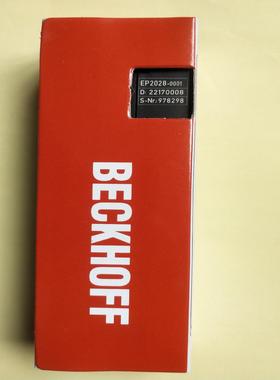 EP2028-0001
D: 22170008
S-Nr: 978298
BECKHOFF